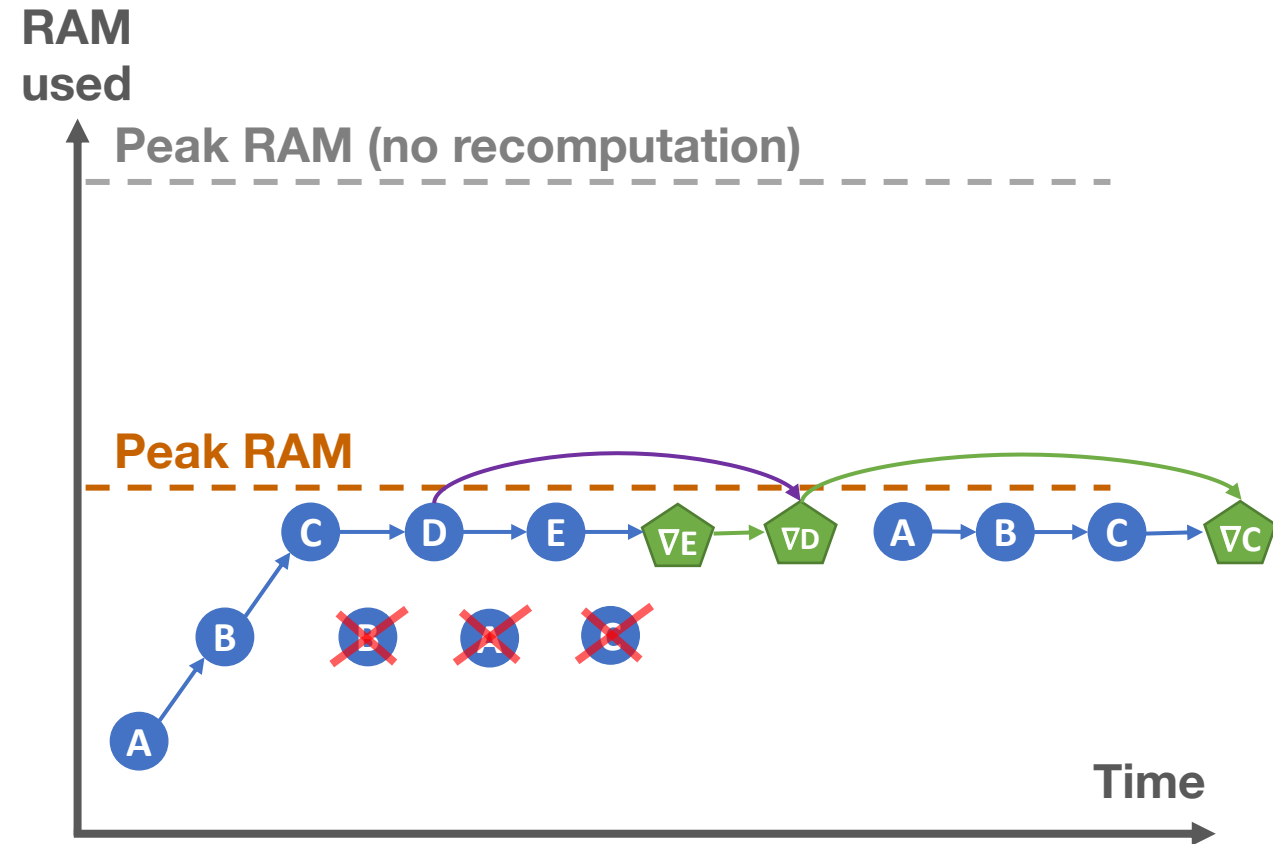 RAM
used
Peak RAM (no recomputation)
Peak RAM
C
D
E
∇E
∇D
A
B
C
∇C
B
B
A
C
A
Time